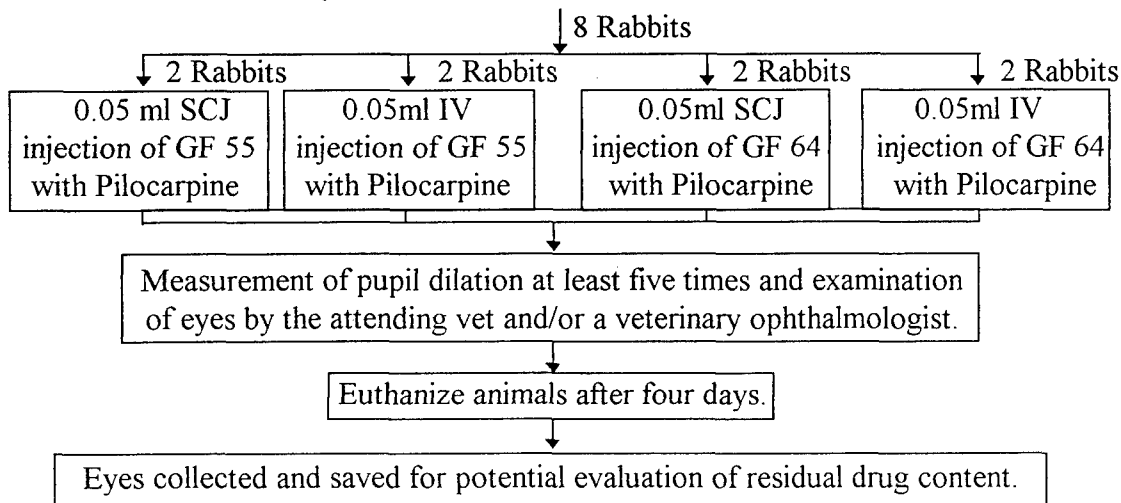 8 Rabbits
2 Rabbits
2 Rabbits
2 Rabbits
2 Rabbits
0.05 ml SCJ
injection of GF 55
with Pilocarpine
0.05ml IV
injection of GF 55
with Pilocarpine
0.05 ml SCJ
injection of GF 64
with Pilocarpine
0.05ml IV
injection of GF 64
with Pilocarpine
Measurement of pupil dilation at least five times and examination
of eyes by the attending vet and/or a veterinary ophthalmologist.
Euthanize animals after four days.
Eyes collected and saved for potential evaluation of residual drug content.